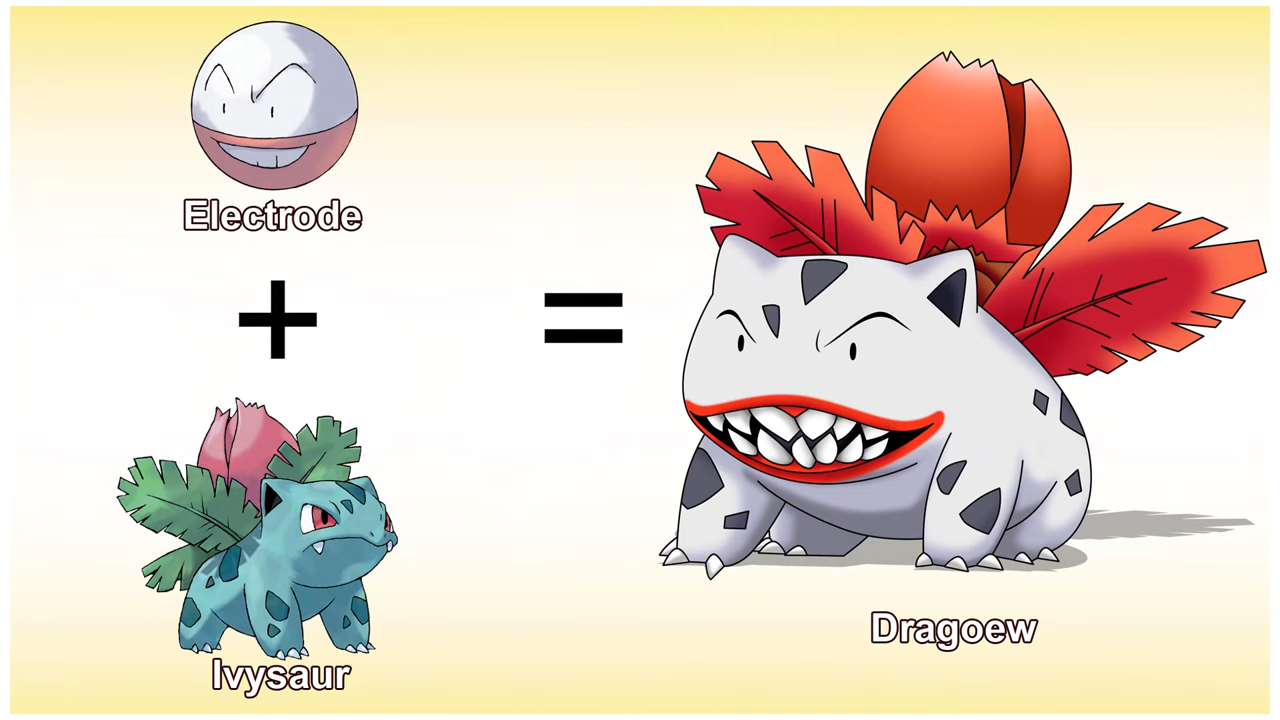 Electrode
+
=
Ivysaur
Dragoew